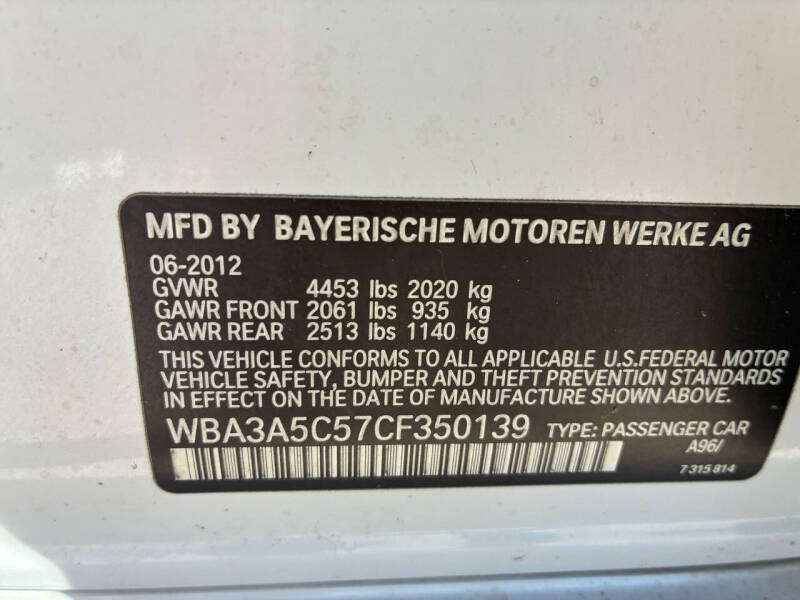 MFD BY BAYERISCHE MOTOREN WERKE AG
06-2012
GVWR 4453 lbs 2020 kg
GAWR FRONT 2061 lbs 935 kg
GAWR REAR 2513 lbs 1140 kg
THIS VEHICLE CONFORMS TO ALL APPLICABLE U.S.FEDERAL MOTOR
VEHICLE SAFETY, BUMPER AND THEFT PREVENTION STANDARDS
IN EFFECT ON THE DATE OF MANUFACTURE SHOWN ABOVE.
WBA3A5C57CF350139 TYPE: PASSENGER CAR
A96/
7 315 814